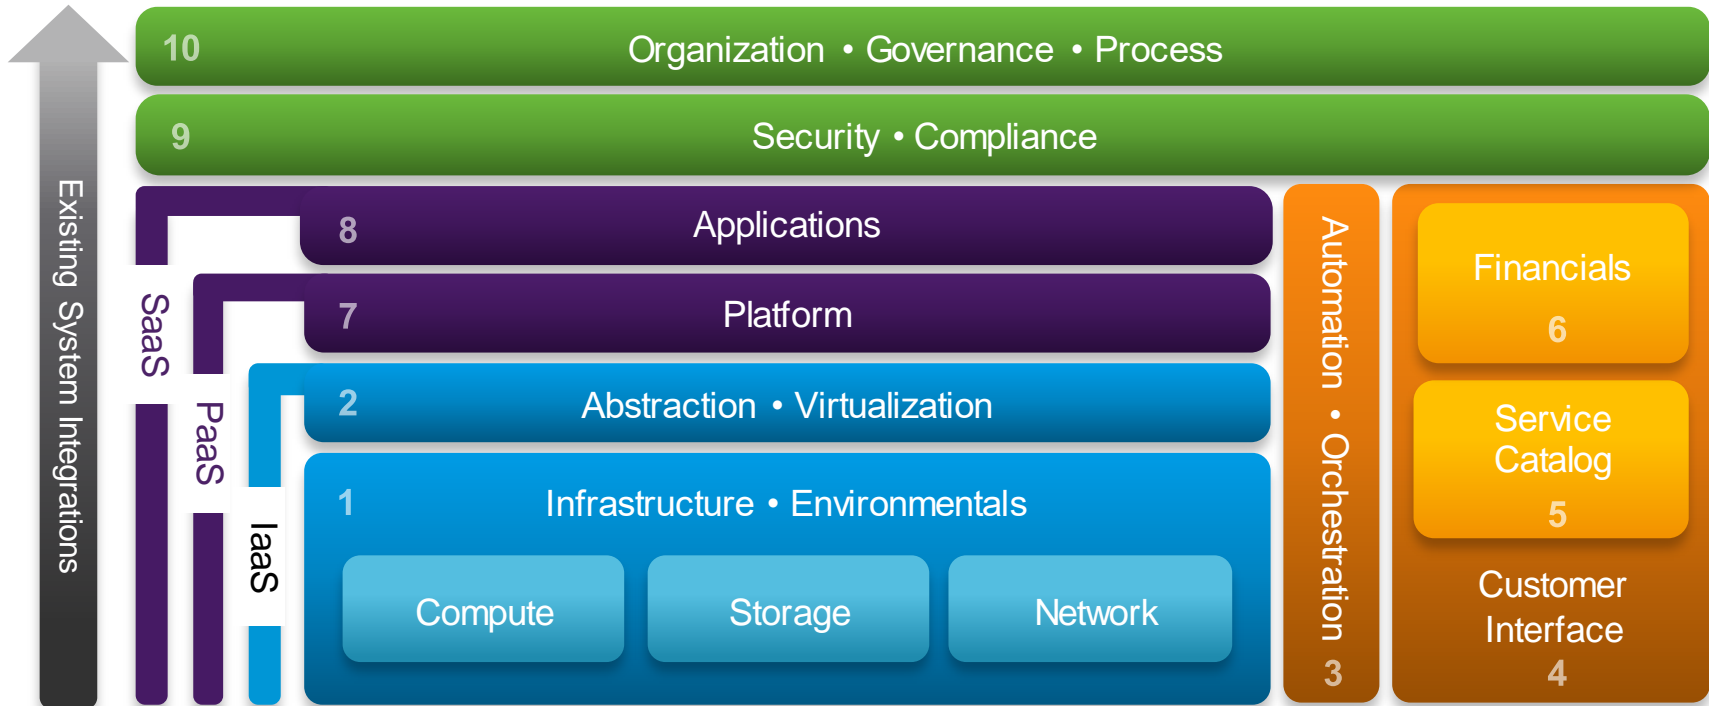 10
Organization • Governance • Process
9
Security • Compliance
Existing System Integrations
SaaS
PaaS
IaaS
8
Applications
7
Platform
2
Abstraction • Virtualization
1
Infrastructure • Environmentals
Compute
Storage
Network
Automation • Orchestration
3
Financials
6
Service
Catalog
5
Customer
Interface
4